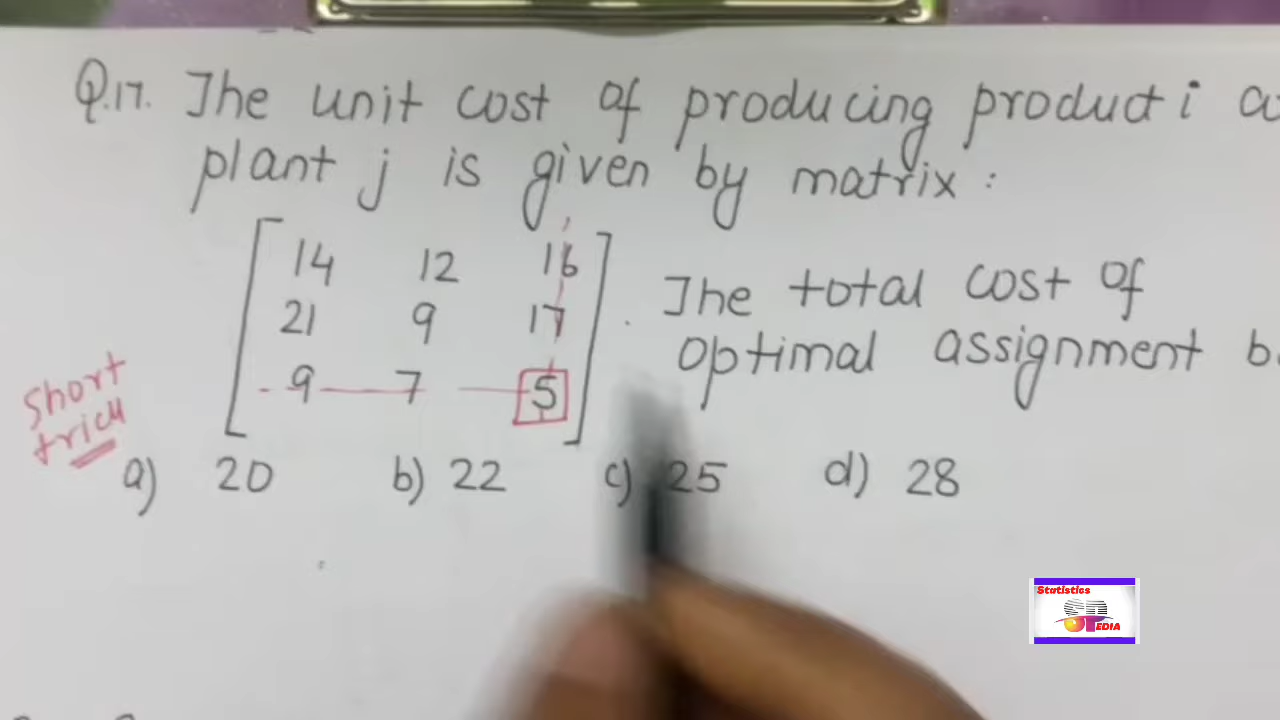 Q.17. The unit cost of producing product i
plant j is given by matrix:
14 12 16
21 9 17
9 7 5
. The total cost of
optimal assignment
Short
trick
a) 20 b) 22 c) 25 d) 28
Statistics
EDIA